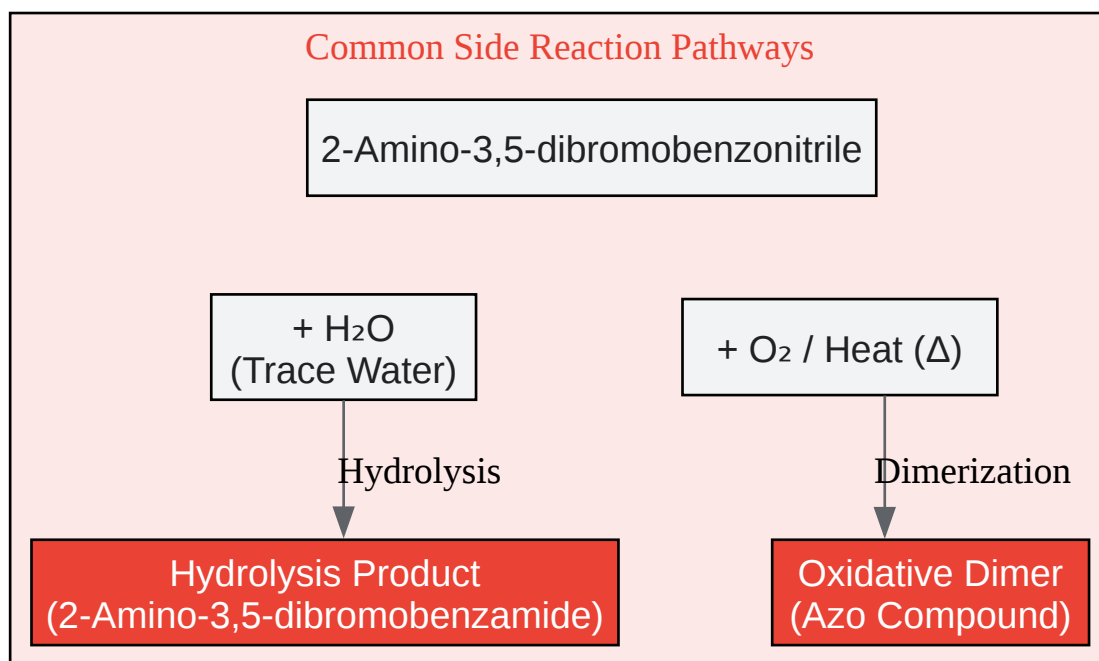 Common Side Reaction Pathways
2-Amino-3,5-dibromobenzonitrile
+ H₂O
(Trace Water)
+ O₂ / Heat (Δ)
Hydrolysis
Dimerization
Hydrolysis Product
(2-Amino-3,5-dibromobenzamide)
Oxidative Dimer
(Azo Compound)